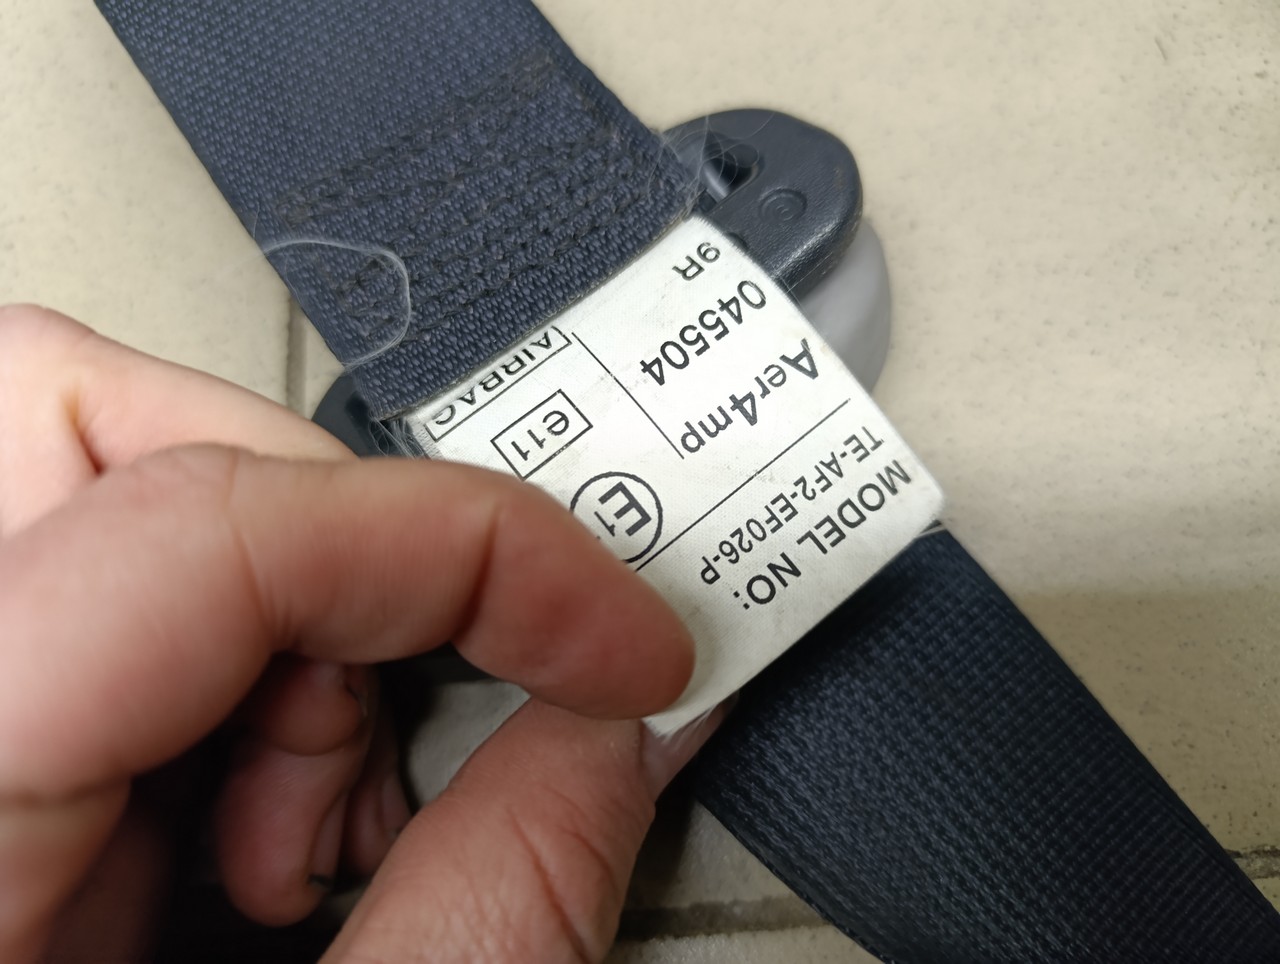 MODEL NO:
TE-AF2-EF026-P
Aer4mp
045504
9R
E1
e11
AIRBAG